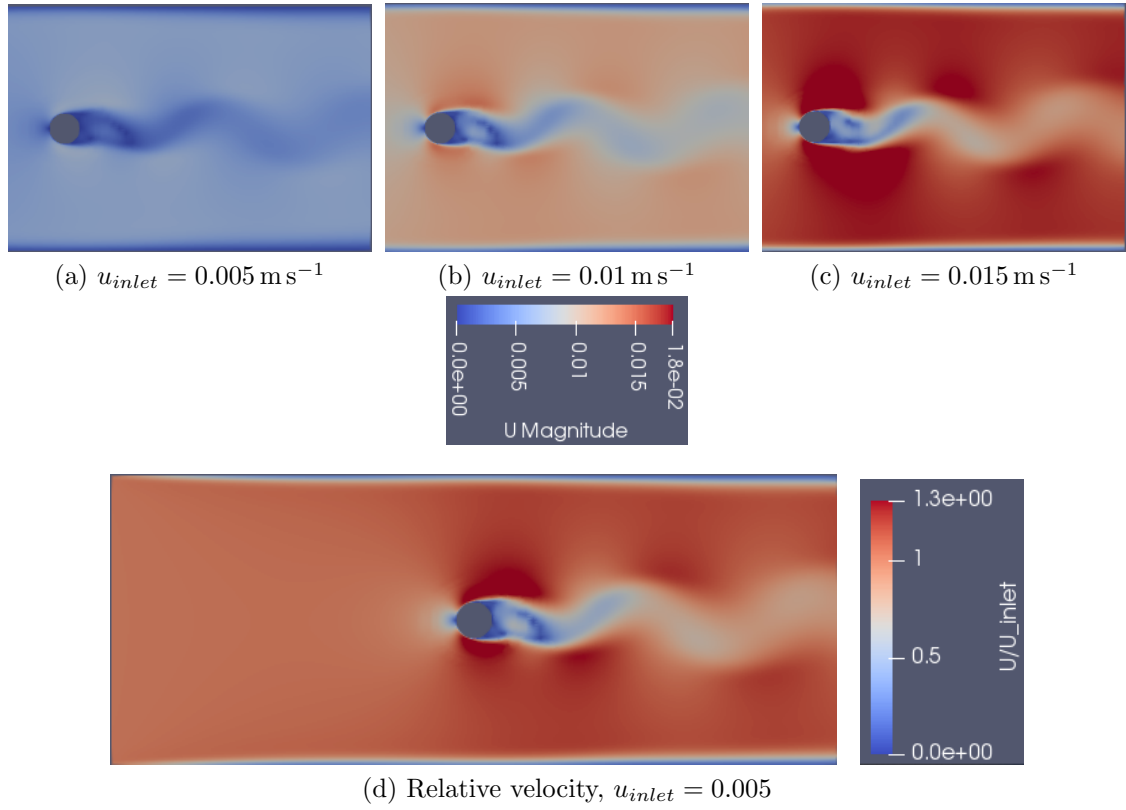 (a) u_inlet = 0.005 m s⁻¹
(b) u_inlet = 0.01 m s⁻¹
(c) u_inlet = 0.015 m s⁻¹
0.0e+00
0.005
0.01
0.015
1.8e-02
U Magnitude
1.3e+00
1
0.5
0.0e+00
U/U_inlet
(d) Relative velocity, u_inlet = 0.005